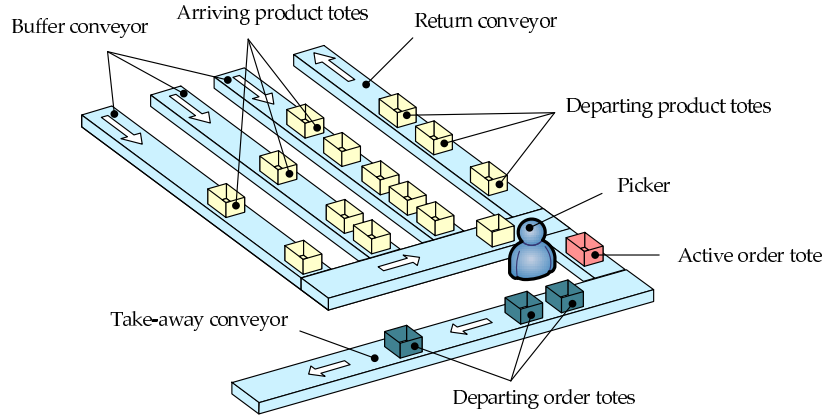 Arriving product totes
Buffer conveyor
Return conveyor
Departing product totes
Picker
Active order tote
Take-away conveyor
Departing order totes